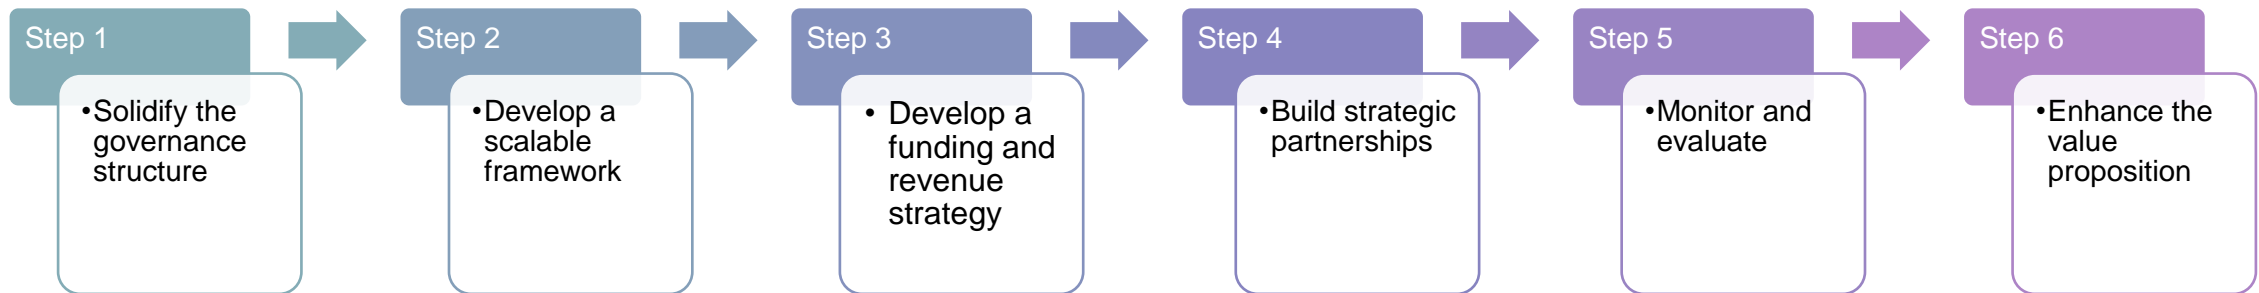 Step 1
•Solidify the
governance
structure
Step 2
•Develop a
scalable
framework
Step 3
• Develop a
funding and
revenue
strategy
Step 4
•Build strategic
partnerships
Step 5
•Monitor and
evaluate
Step 6
•Enhance the
value
proposition